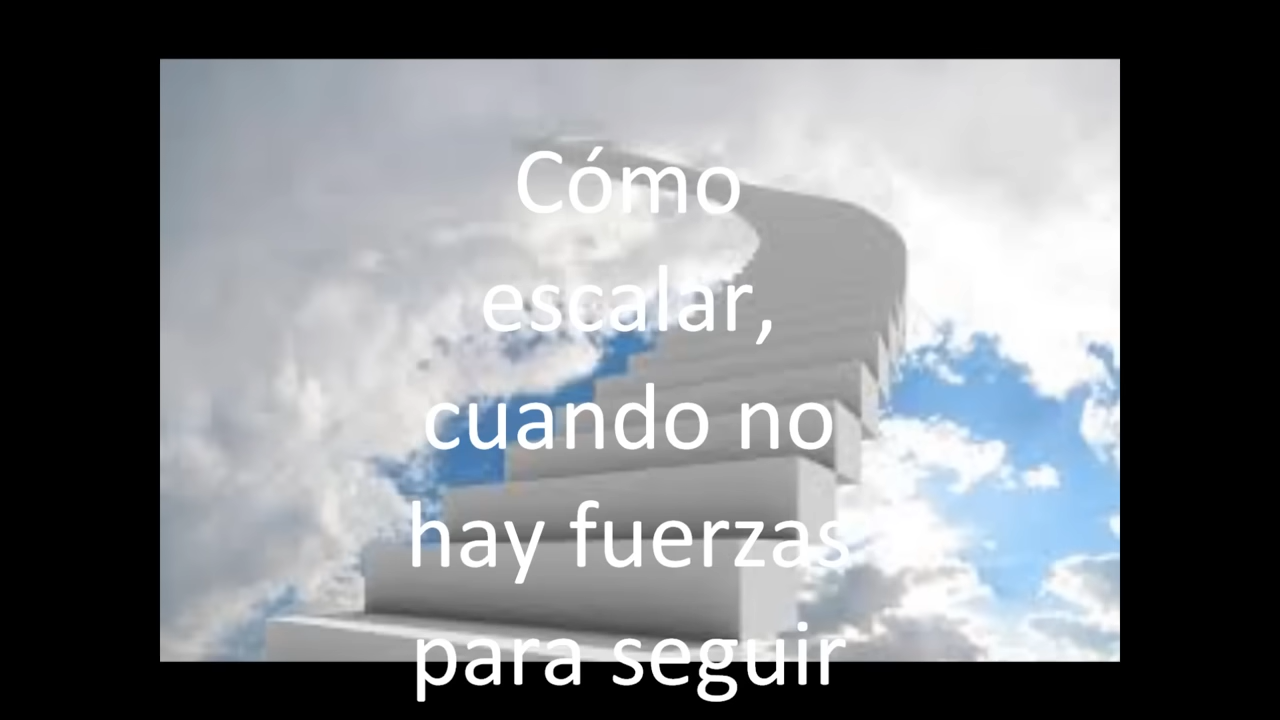 Cómo
escalar,
cuando no
hay fuerzas
para seguir